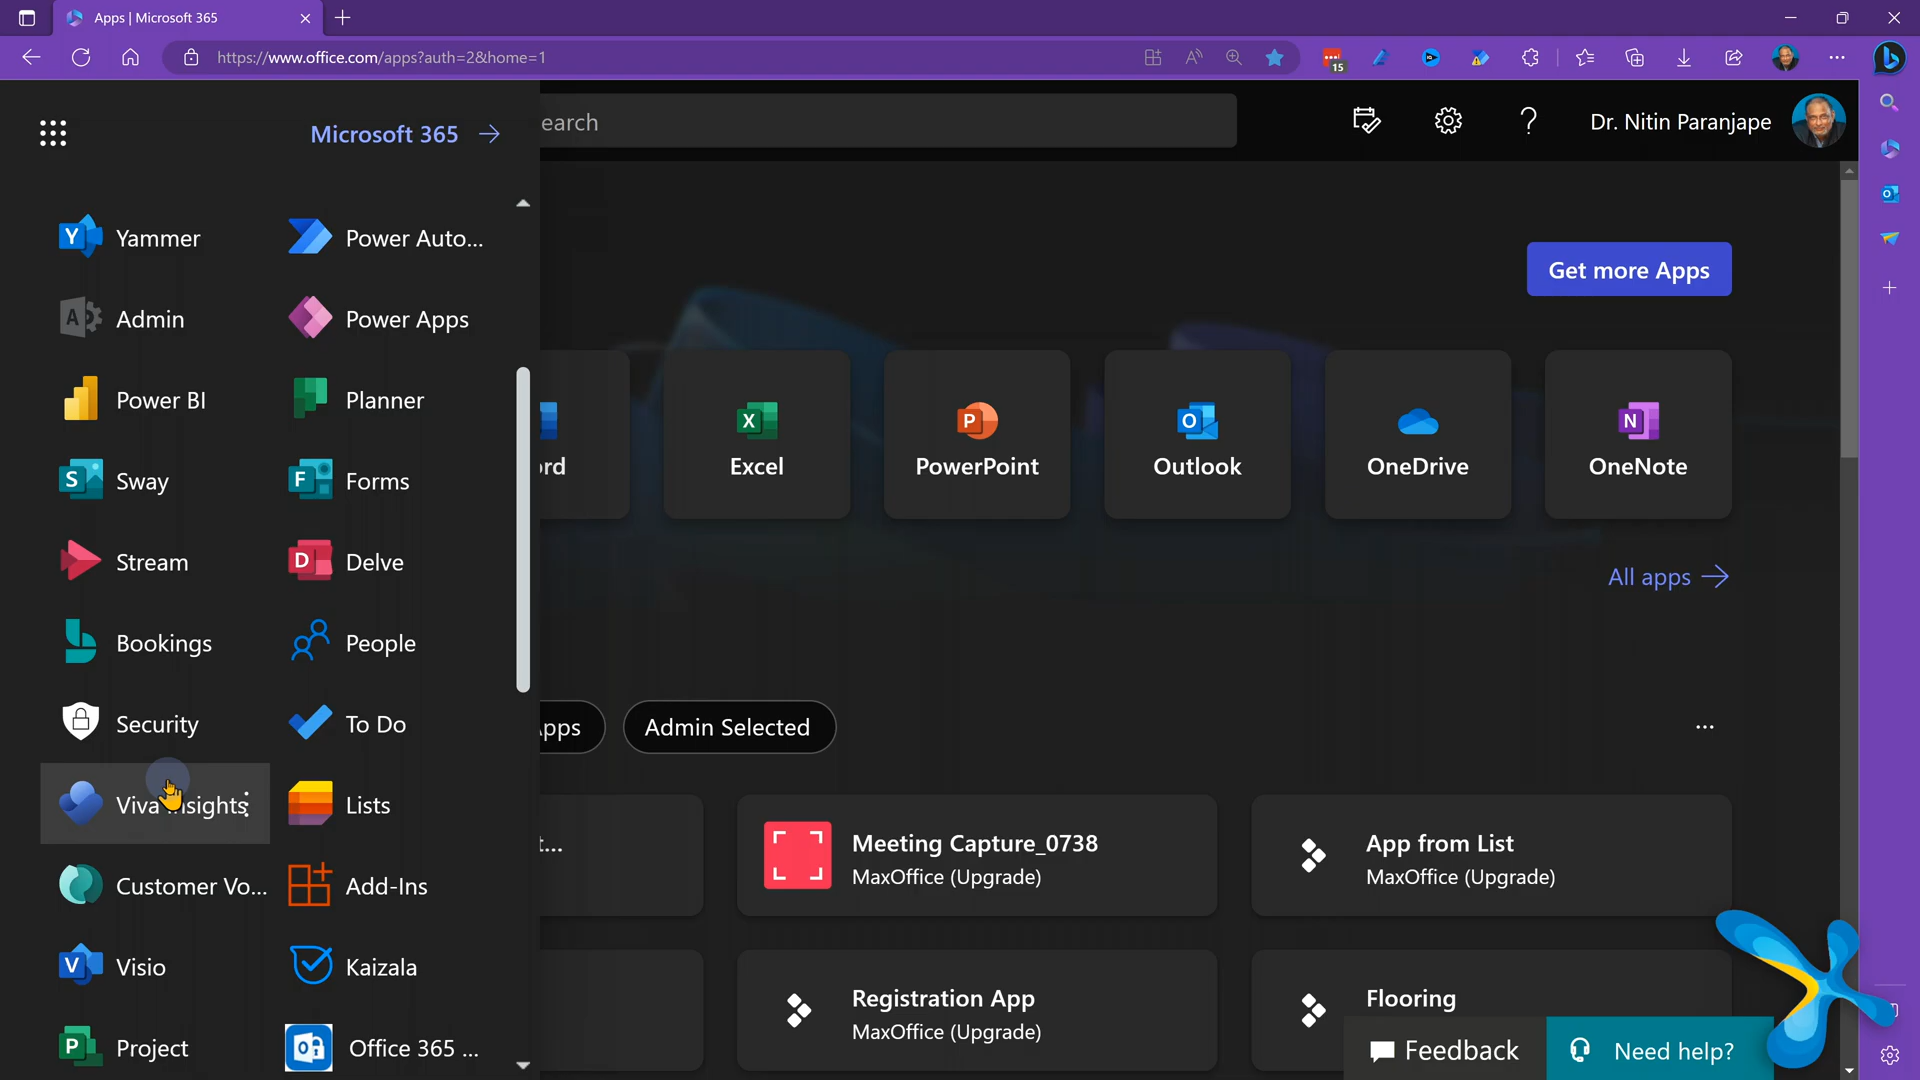 Apps | Microsoft 365
https://www.office.com/apps?auth=2&home=1
15
Microsoft 365
earch
Dr. Nitin Paranjape
Yammer
Power Auto...
Get more Apps
Admin
Power Apps
Power BI
Planner
ord
Excel
PowerPoint
Outlook
OneDrive
OneNote
Sway
Forms
Stream
Delve
All apps
Bookings
People
Security
To Do
pps
Admin Selected
Viva Insights
Lists
t...
Meeting Capture_0738
MaxOffice (Upgrade)
App from List
MaxOffice (Upgrade)
Customer Vo...
Add-Ins
Visio
Kaizala
Registration App
MaxOffice (Upgrade)
Flooring
Project
Office 365 ...
Feedback
Need help?